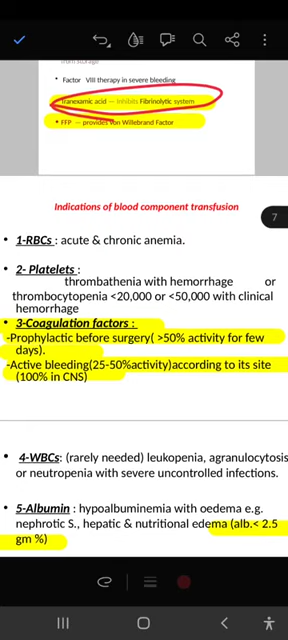 from storage
• Factor VIII therapy in severe bleeding
• Tranexamic acid — Inhibits Fibrinolytic system
• FFP — provides Von Willebrand Factor
Indications of blood component transfusion
7
• 1-RBCs : acute & chronic anemia.
• 2- Platelets :
thrombathenia with hemorrhage or
thrombocytopenia <20,000 or <50,000 with clinical
hemorrhage
• 3-Coagulation factors :
-Prophylactic before surgery( >50% activity for few
days).
-Active bleeding(25-50%activity)according to its site
(100% in CNS)
• 4-WBCs: (rarely needed) leukopenia, agranulocytosis
or neutropenia with severe uncontrolled infections.
5-Albumin : hypoalbuminemia with oedema e.g.
nephrotic S., hepatic & nutritional edema (alb.< 2.5
gm %)